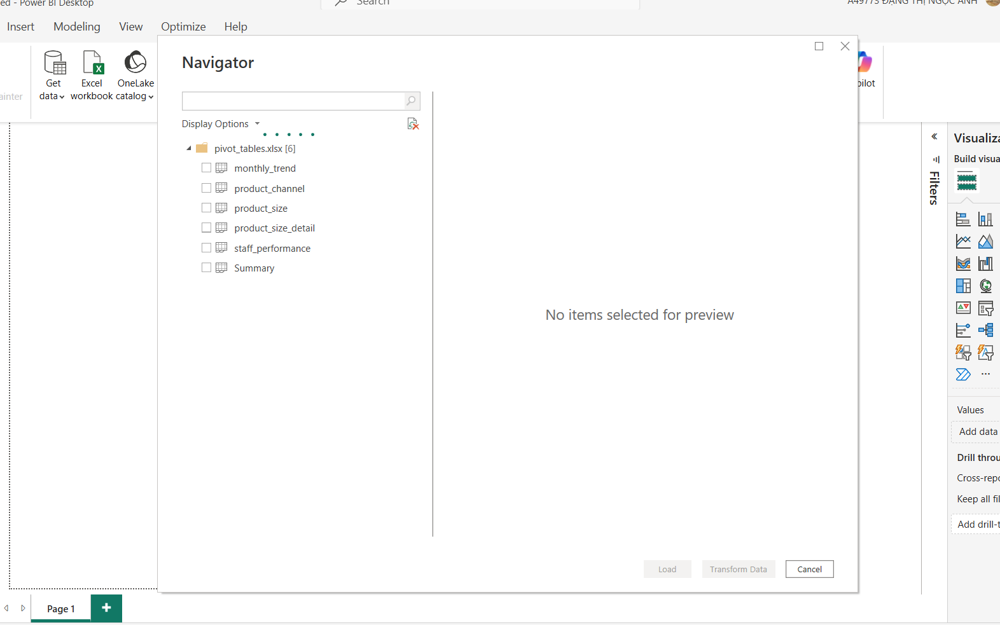 ed - Power BI Desktop
Search
A49773 ĐẶNG THỊ NGỌC ANH
Insert Modeling View Optimize Help
ainter
Get data
Excel workbook
OneLake catalog
pilot
Navigator
Display Options
pivot_tables.xlsx [6]
monthly_trend
product_channel
product_size
product_size_detail
staff_performance
Summary
No items selected for preview
Load Transform Data Cancel
Filters
Visualiza
Build visua
Values
Add data
Drill throu
Cross-repo
Keep all fil
Add drill-t
Page 1